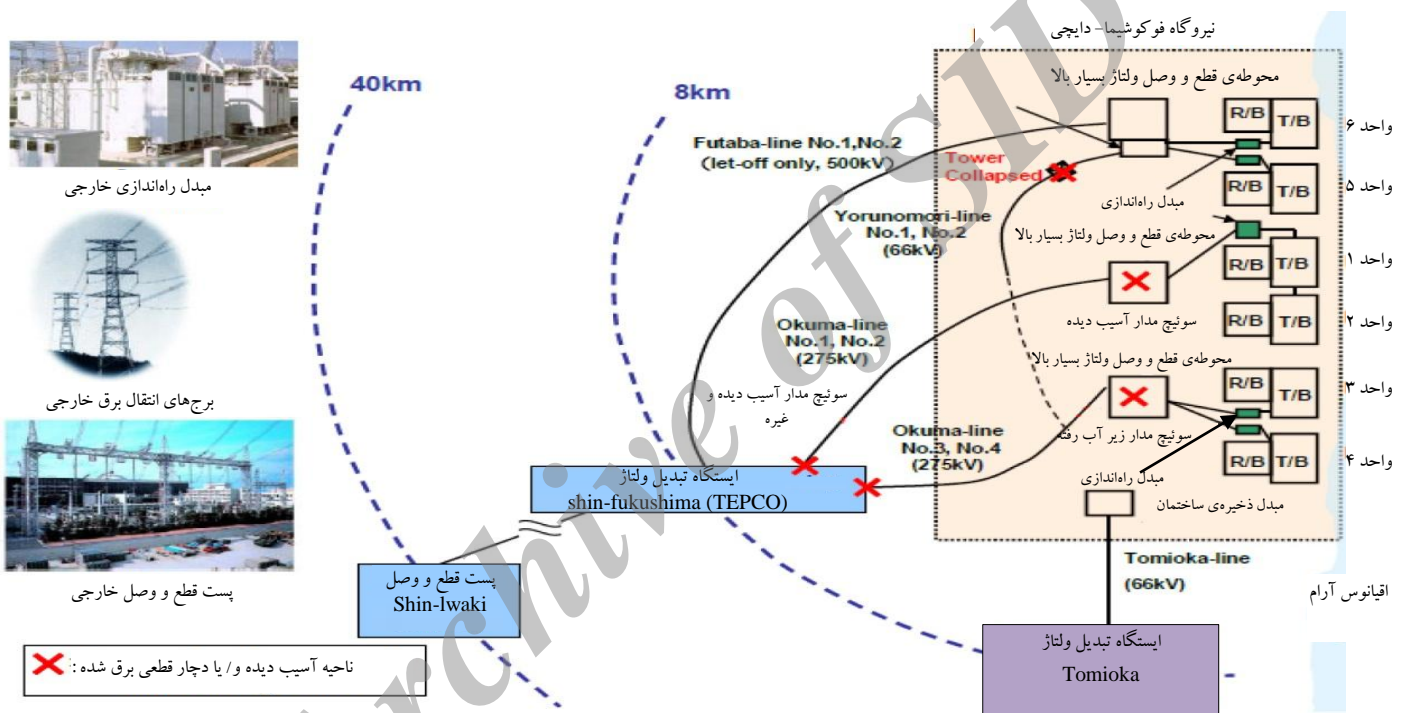 نیروگاه فوکوشیما- دایچی
محوطه‌ی قطع و وصل ولتاژ بسیار بالا
40km
8km
R/B
T/B
واحد ۶
Futaba-line No.1,No.2
(let-off only, 500kV)
Tower
Collapsed
مبدل راه‌اندازی خارجی
R/B
T/B
واحد ۵
مبدل راه‌اندازی
Yorunomori-line
No.1, No.2
(66kV)
محوطه‌ی قطع و وصل ولتاژ بسیار بالا
R/B
T/B
واحد ۱
Okuma-line
No.1, No.2
(275kV)
سوئیچ مدار آسیب دیده
R/B
T/B
واحد ۲
محوطه‌ی قطع و وصل ولتاژ بسیار بالا
برج‌های انتقال برق خارجی
سوئیچ مدار آسیب دیده و
غیره
R/B
T/B
واحد ۳
Okuma-line
No.3, No.4
(275kV)
سوئیچ مدار زیر آب رفته
R/B
T/B
واحد ۴
ایستگاه تبدیل ولتاژ
shin-fukushima (TEPCO)
مبدل راه‌اندازی
مبدل ذخیره‌ی ساختمان
Tomioka-line
(66kV)
پست قطع و وصل خارجی
پست قطع و وصل
Shin-Iwaki
اقیانوس آرام
ایستگاه تبدیل ولتاژ
Tomioka
ناحیه آسیب دیده و/ یا دچار قطعی برق شده :
Archive of SID